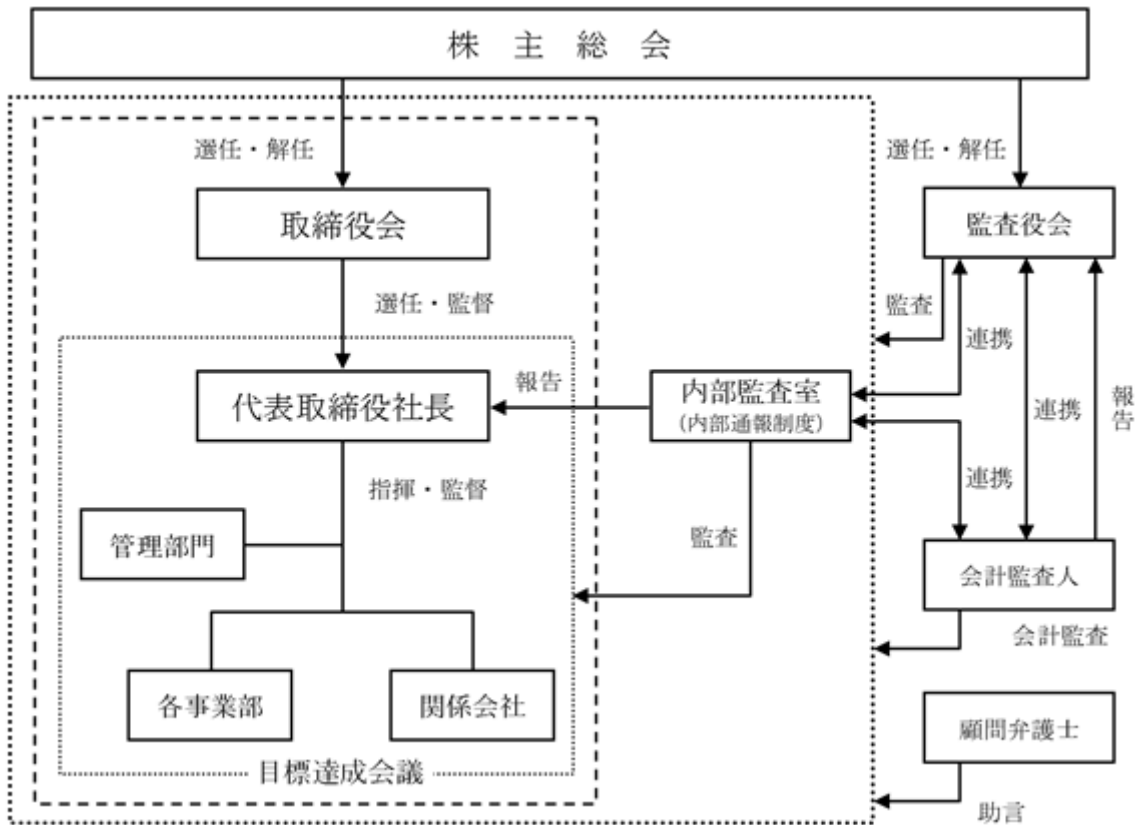 株主総会
選任・解任
選任・解任
取締役会
監査役会
選任・監督
監査
連携
代表取締役社長
報告
内部監査室
(内部通報制度)
連携
報告
指揮・監督
連携
管理部門
監査
会計監査人
会計監査
各事業部
関係会社
顧問弁護士
目標達成会議
助言